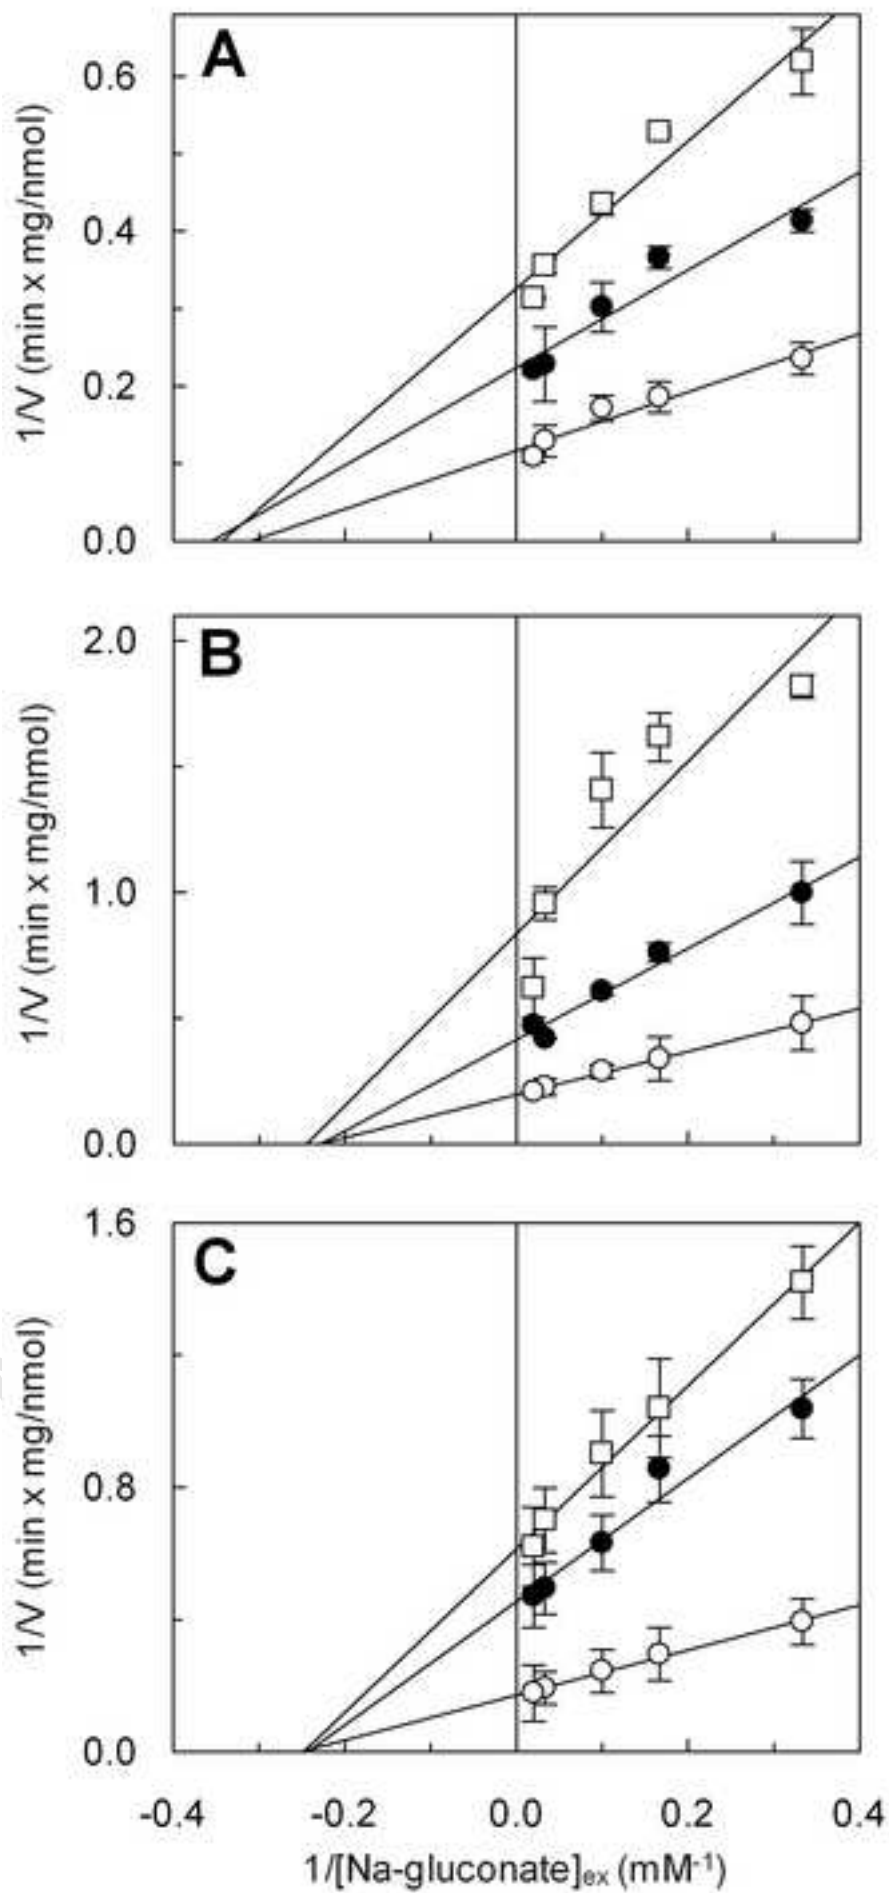 A
0.6
0.4
0.2
0.0
1/V (min x mg/nmol)
B
2.0
1.0
0.0
1/V (min x mg/nmol)
C
1.6
0.8
0.0
1/V (min x mg/nmol)
-0.4 -0.2 0.0 0.2 0.4
1/[Na-gluconate]ex (mM-1)